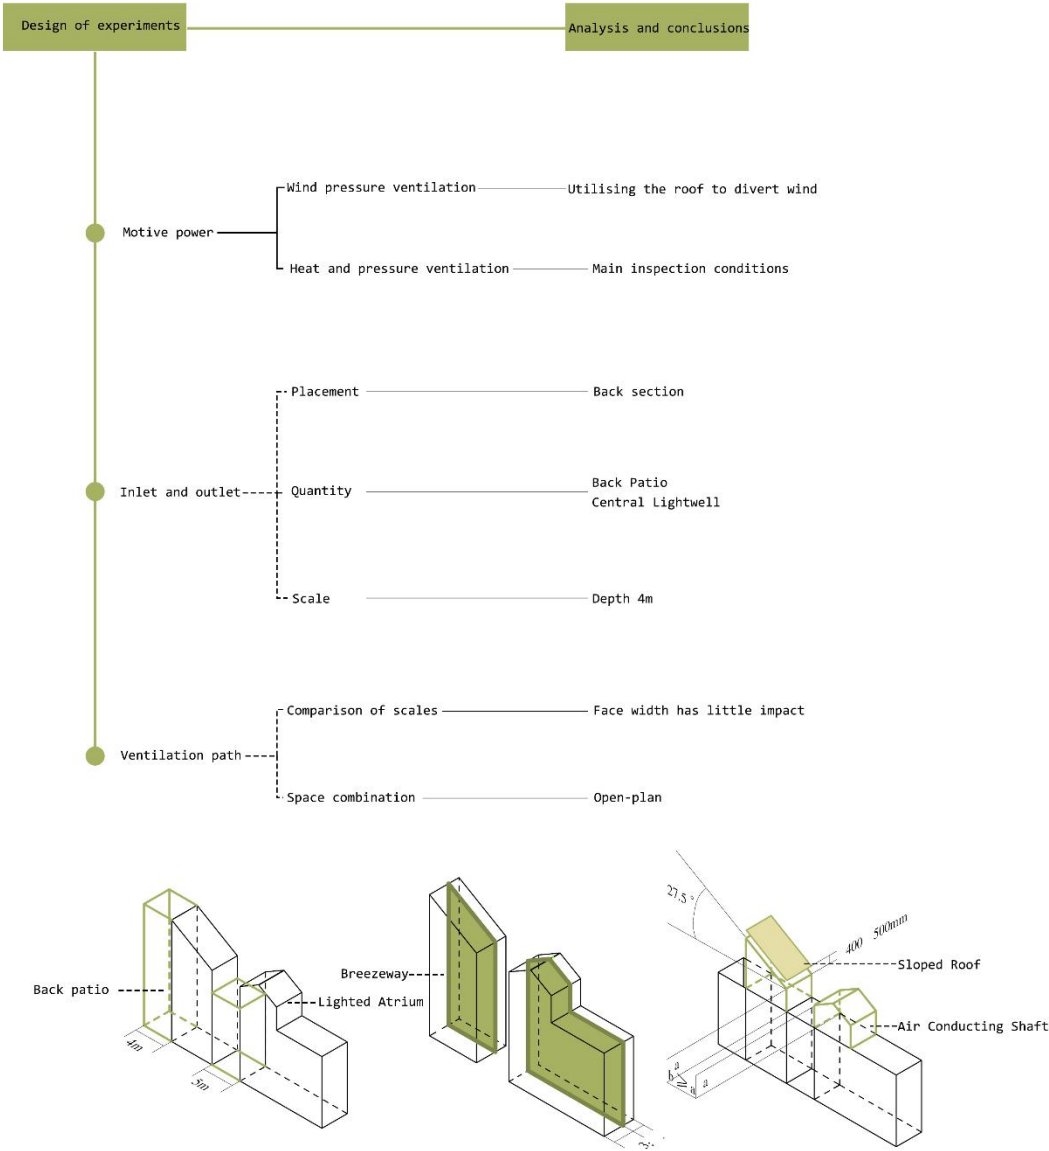 Design of experiments
Analysis and conclusions
Wind pressure ventilation
Utilising the roof to divert wind
Motive power
Heat and pressure ventilation
Main inspection conditions
Placement
Back section
Inlet and outlet
Quantity
Back Patio
Central Lightwell
Scale
Depth 4m
Comparison of scales
Face width has little impact
Ventilation path
Space combination
Open-plan
Back patio
Lighted Atrium
4m
5m
Breezeway
27.5°
400 500mm
Sloped Roof
Air Conducting Shaft
a
b
≥
a
a